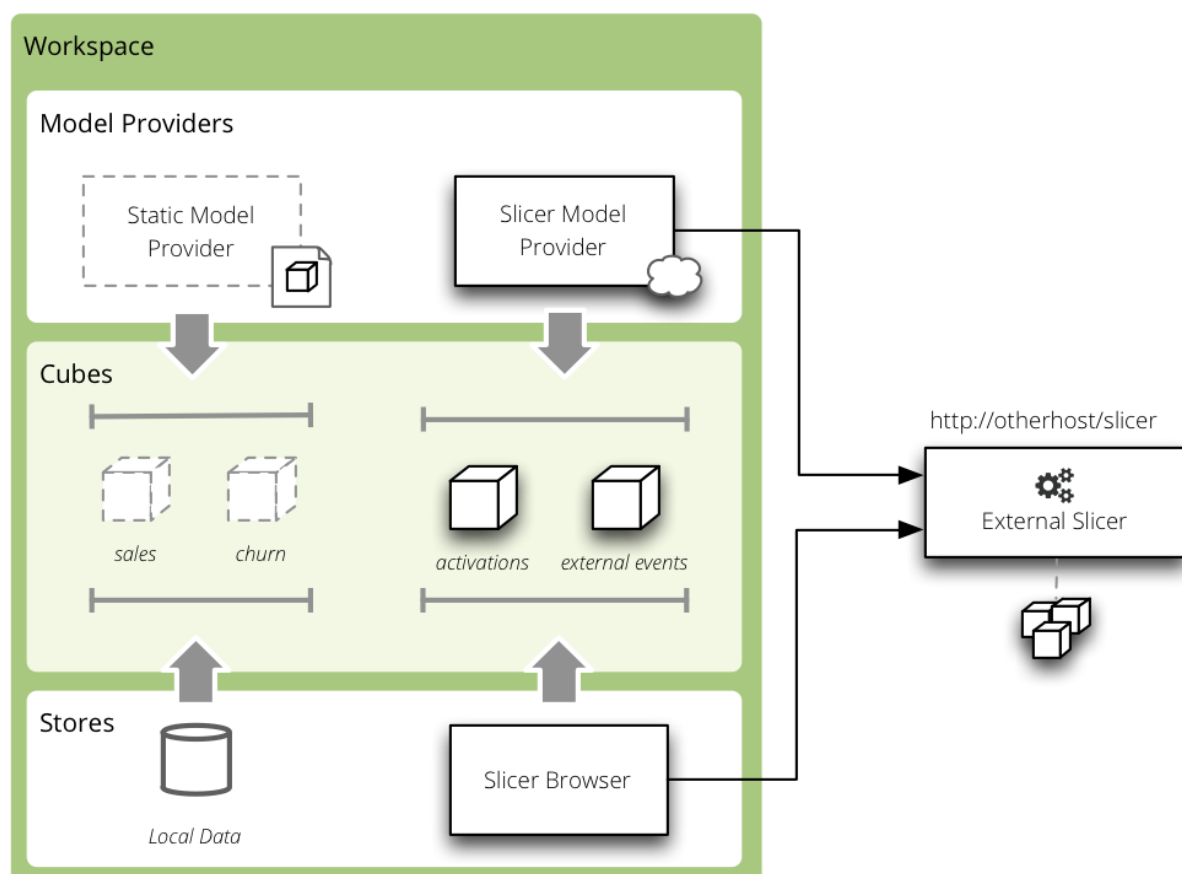 Workspace
Model Providers
Static Model
Provider
Slicer Model
Provider
Cubes
sales
churn
activations
external events
http://otherhost/slicer
External Slicer
Stores
Local Data
Slicer Browser